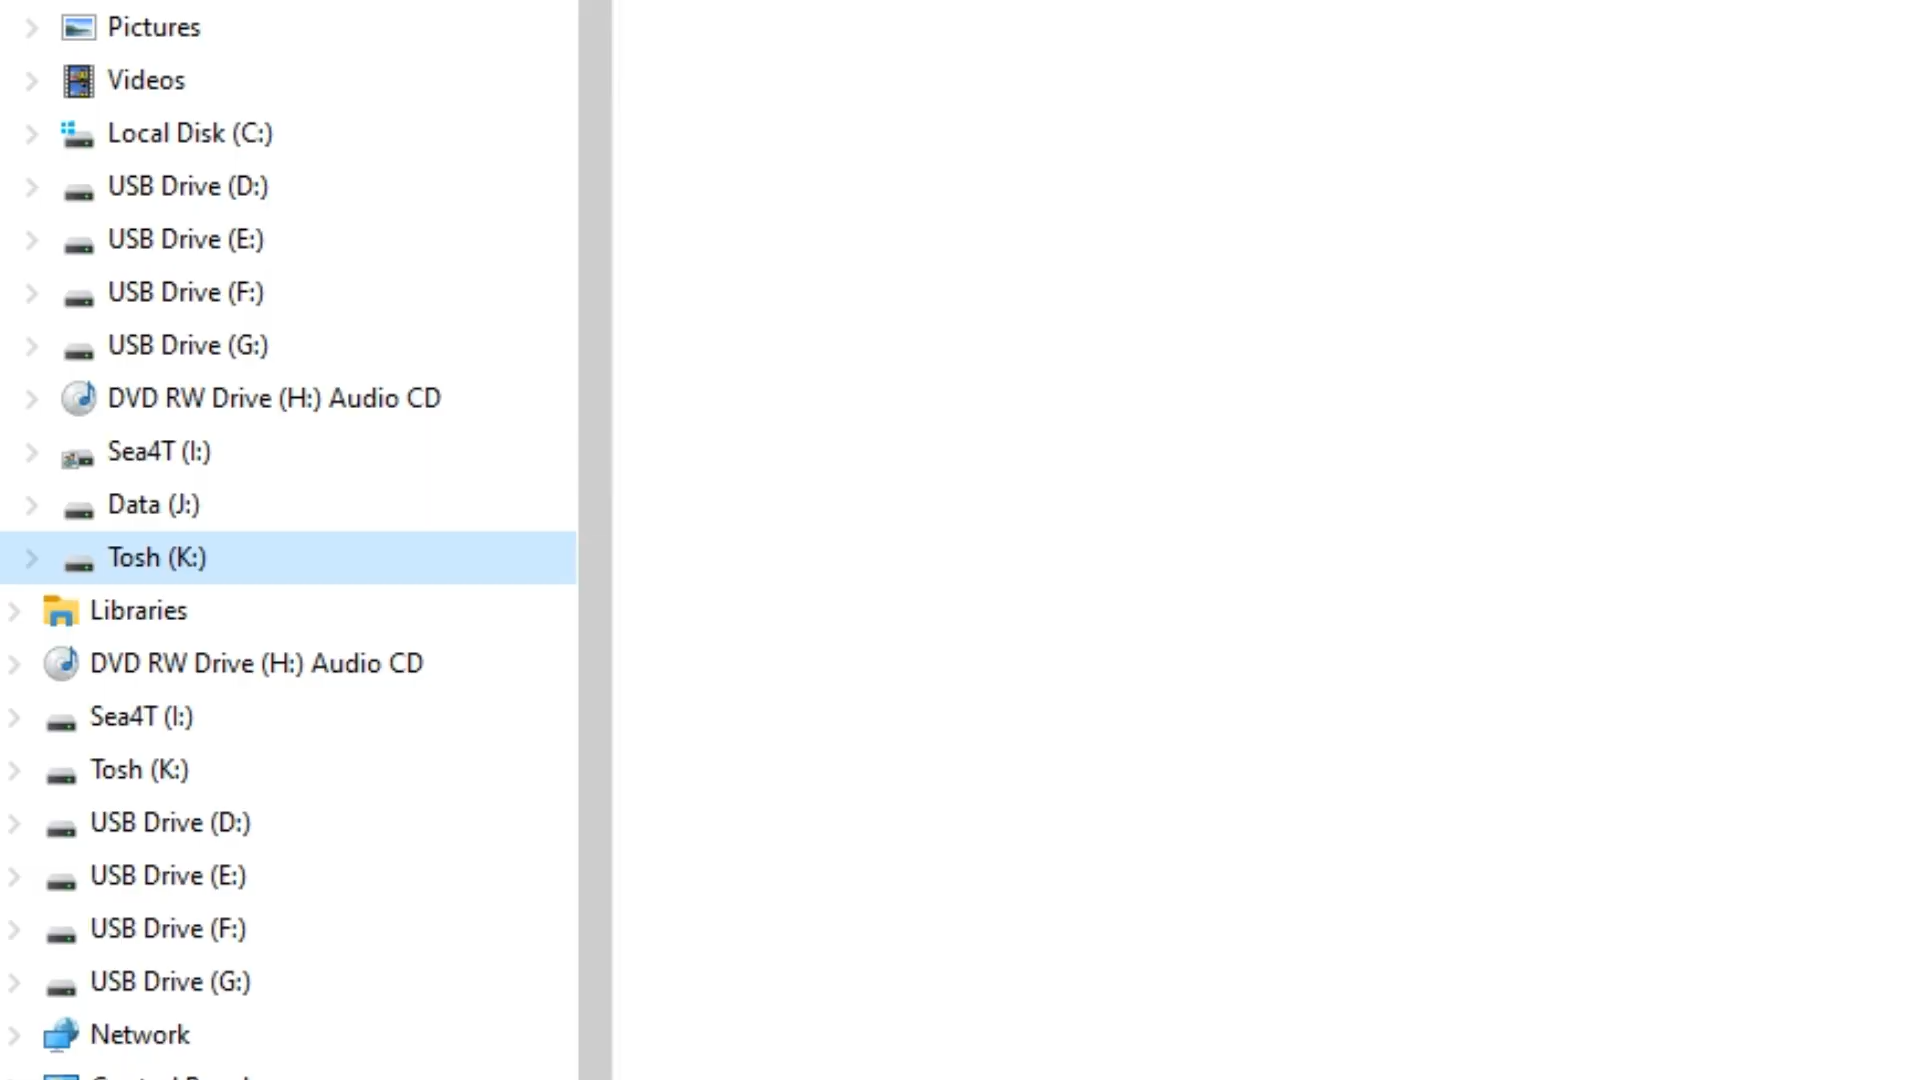 Pictures
Videos
Local Disk (C:)
USB Drive (D:)
USB Drive (E:)
USB Drive (F:)
USB Drive (G:)
DVD RW Drive (H:) Audio CD
Sea4T (I:)
Data (J:)
Tosh (K:)
Libraries
DVD RW Drive (H:) Audio CD
Sea4T (I:)
Tosh (K:)
USB Drive (D:)
USB Drive (E:)
USB Drive (F:)
USB Drive (G:)
Network